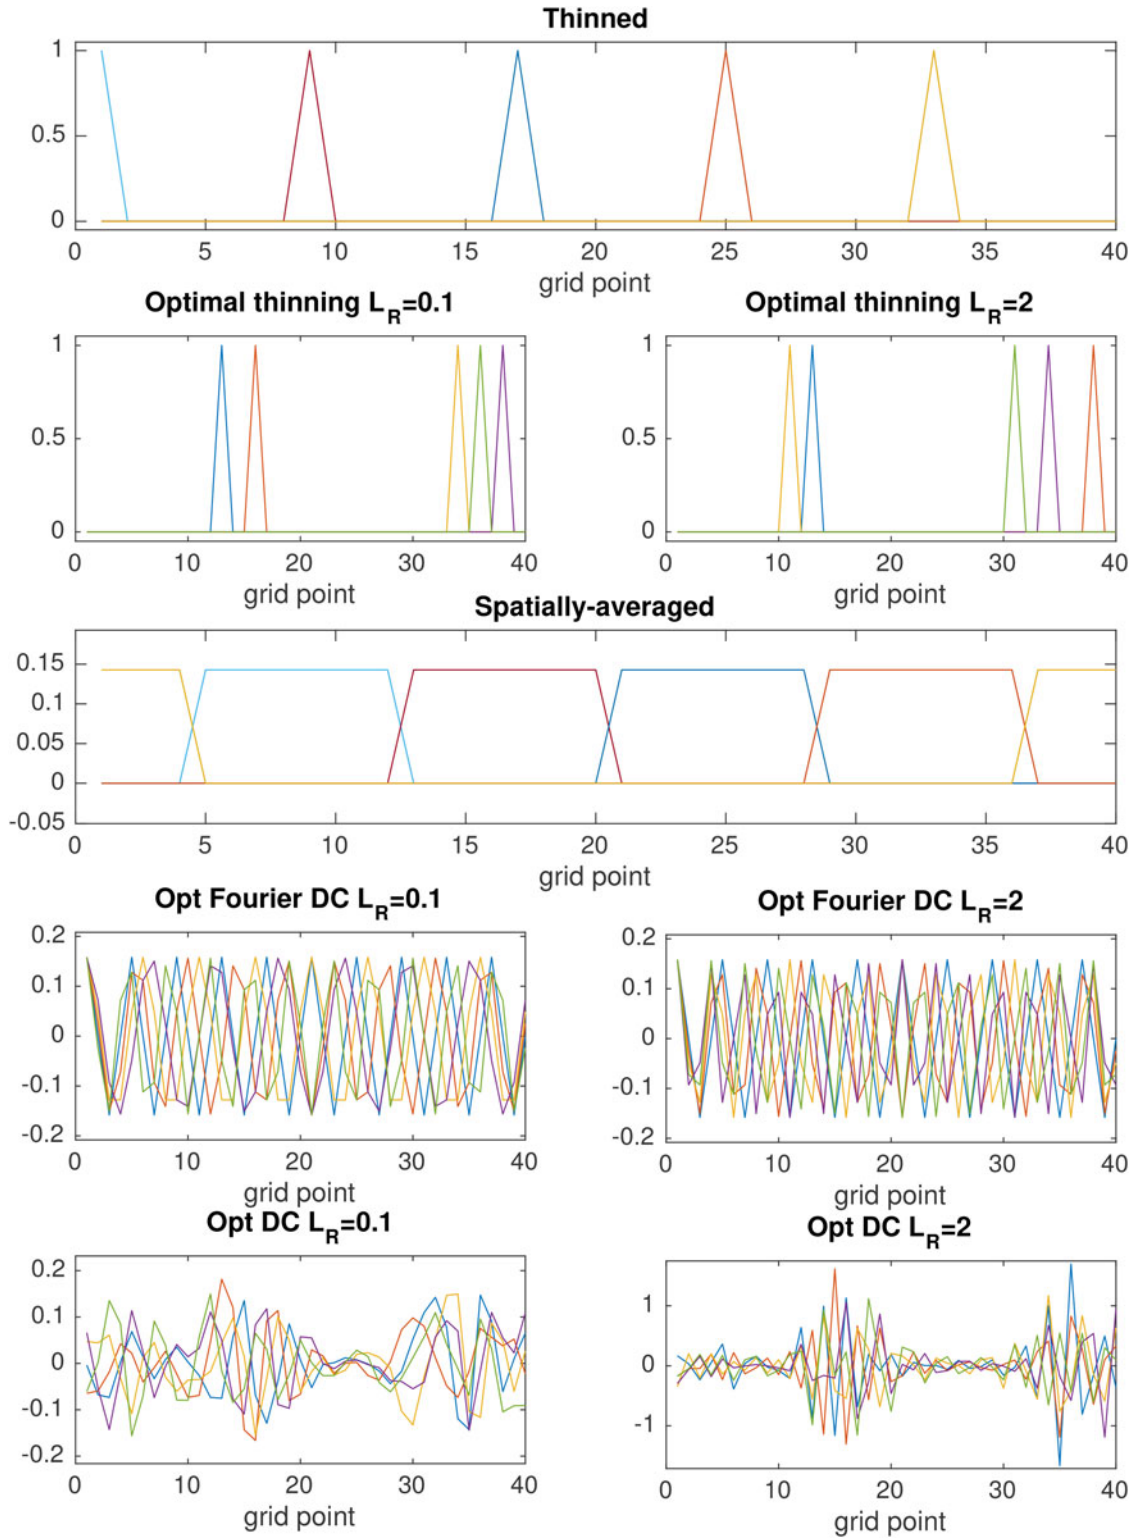 Thinned
1
0.5
0
0 5 10 15 20 25 30 35 40
grid point
Optimal thinning L_R=0.1
1
0.5
0
0 10 20 30 40
grid point
Optimal thinning L_R=2
1
0.5
0
0 10 20 30 40
grid point
Spatially-averaged
0.15
0.1
0.05
0
-0.05
0 5 10 15 20 25 30 35 40
grid point
Opt Fourier DC L_R=0.1
0.2
0.1
0
-0.1
-0.2
0 10 20 30 40
grid point
Opt Fourier DC L_R=2
0.2
0.1
0
-0.1
-0.2
0 10 20 30 40
grid point
Opt DC L_R=0.1
0.2
0.1
0
-0.1
-0.2
0 10 20 30 40
grid point
Opt DC L_R=2
1
0
-1
0 10 20 30 40
grid point